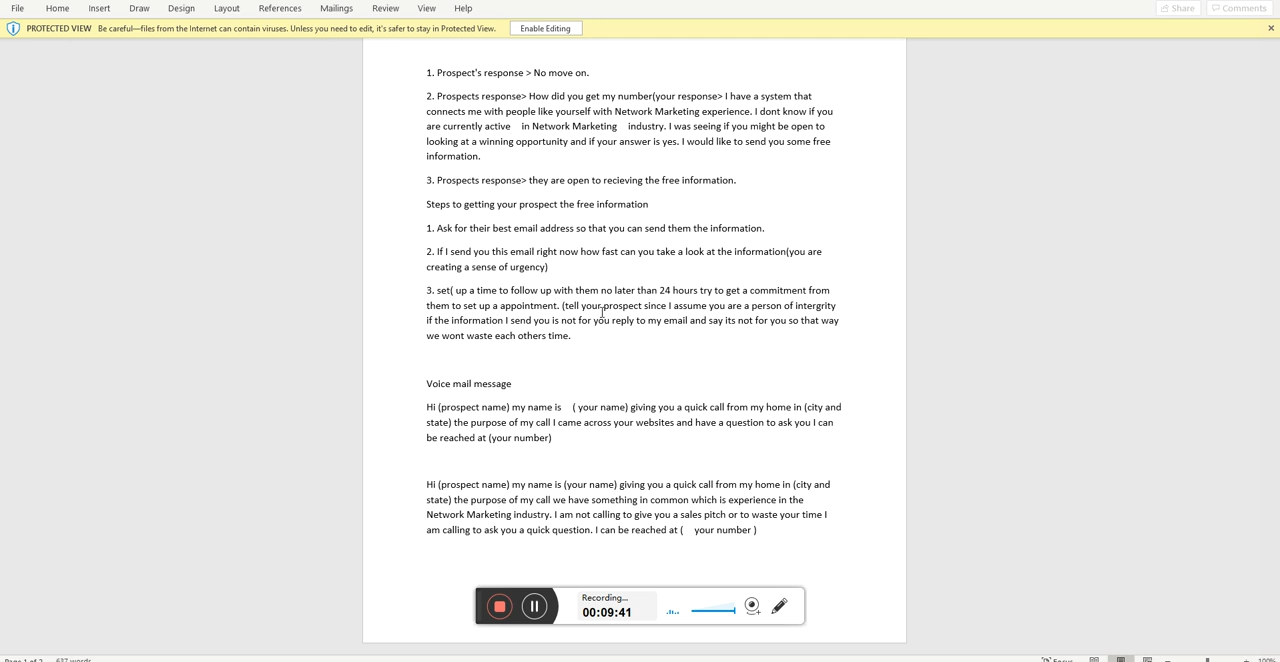 File Home Insert Draw Design Layout References Mailings Review View Help Share Comments
PROTECTED VIEW Be careful—files from the Internet can contain viruses. Unless you need to edit, it's safer to stay in Protected View. Enable Editing
1. Prospect's response > No move on.
2. Prospects response> How did you get my number(your response> I have a system that
connects me with people like yourself with Network Marketing experience. I dont know if you
are currently active in Network Marketing industry. I was seeing if you might be open to
looking at a winning opportunity and if your answer is yes. I would like to send you some free
information.
3. Prospects response> they are open to recieving the free information.
Steps to getting your prospect the free information
1. Ask for their best email address so that you can send them the information.
2. If I send you this email right now how fast can you take a look at the information(you are
creating a sense of urgency)
3. set( up a time to follow up with them no later than 24 hours try to get a commitment from
them to set up a appointment. (tell your prospect since I assume you are a person of intergrity
if the information I send you is not for you reply to my email and say its not for you so that way
we wont waste each others time.
Voice mail message
Hi (prospect name) my name is ( your name) giving you a quick call from my home in (city and
state) the purpose of my call I came across your websites and have a question to ask you I can
be reached at (your number)
Hi (prospect name) my name is (your name) giving you a quick call from my home in (city and
state) the purpose of my call we have something in common which is experience in the
Network Marketing industry. I am not calling to give you a sales pitch or to waste your time I
am calling to ask you a quick question. I can be reached at ( your number )
Recording...
00:09:41
Page 1 of 2 637 words Focus 100%